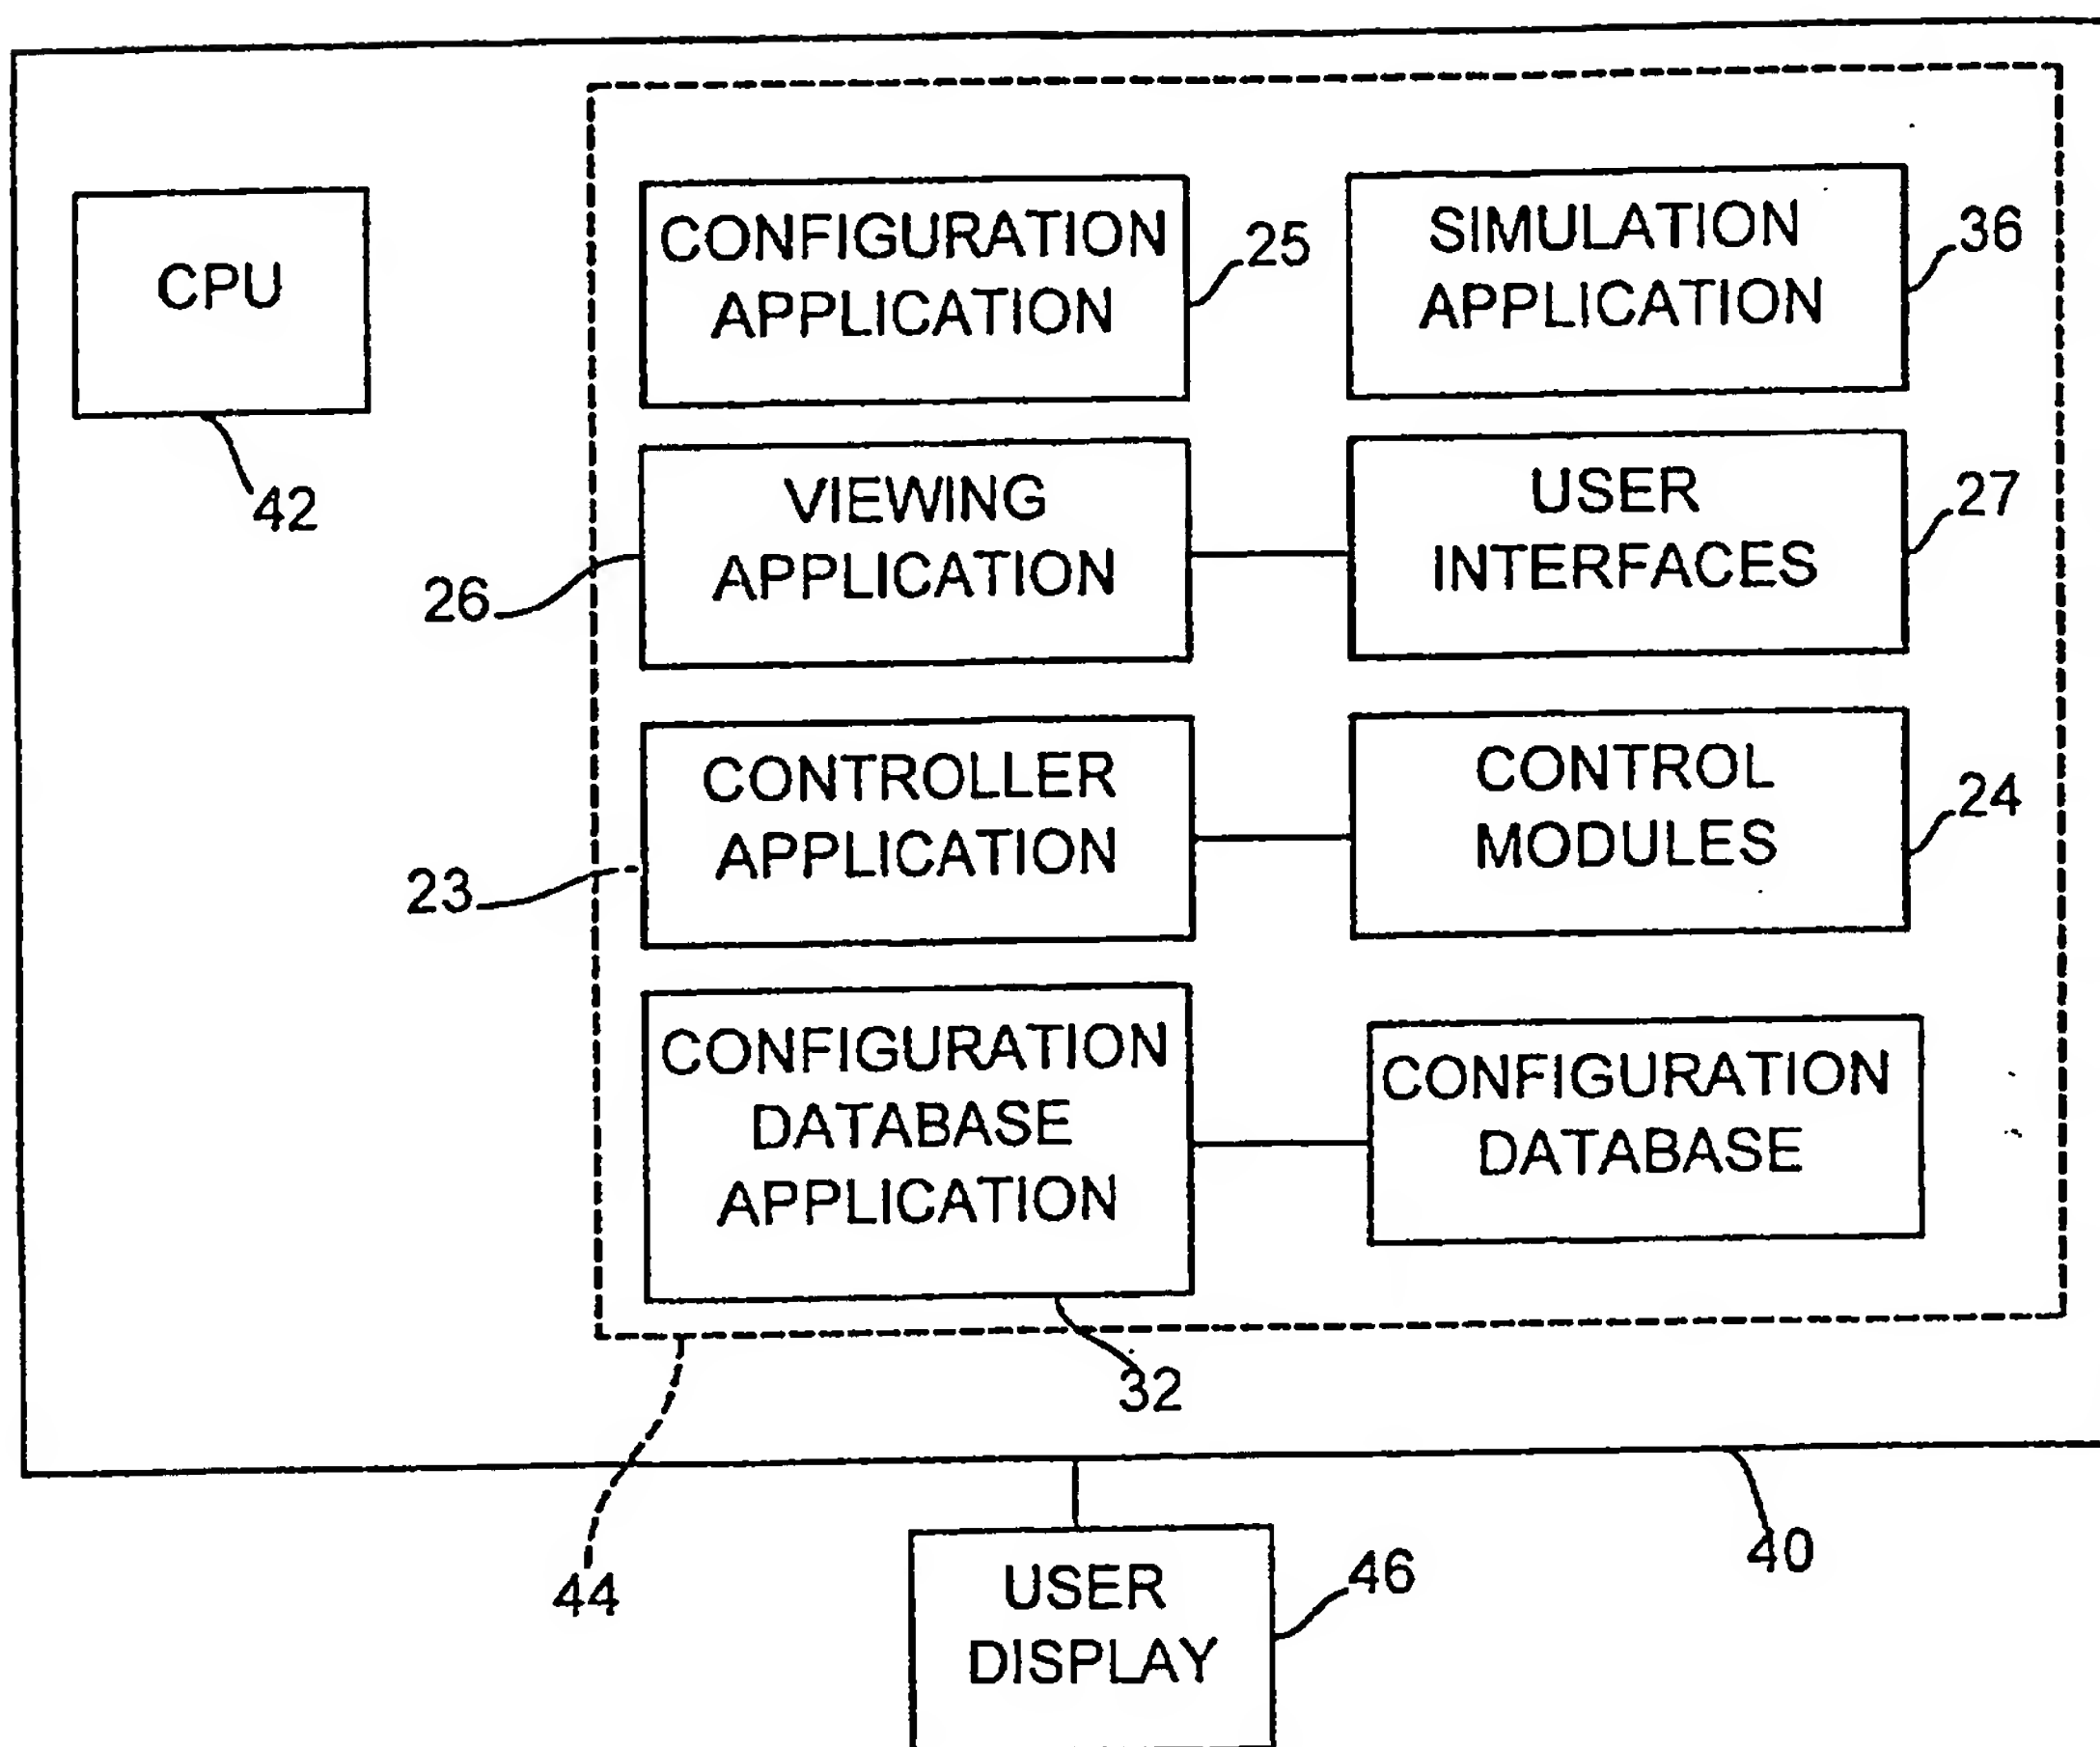 CPU
42
CONFIGURATION
APPLICATION
25
SIMULATION
APPLICATION
36
VIEWING
APPLICATION
26
USER
INTERFACES
27
CONTROLLER
APPLICATION
23
CONTROL
MODULES
24
CONFIGURATION
DATABASE
APPLICATION
32
CONFIGURATION
DATABASE
44
40
USER
DISPLAY
46